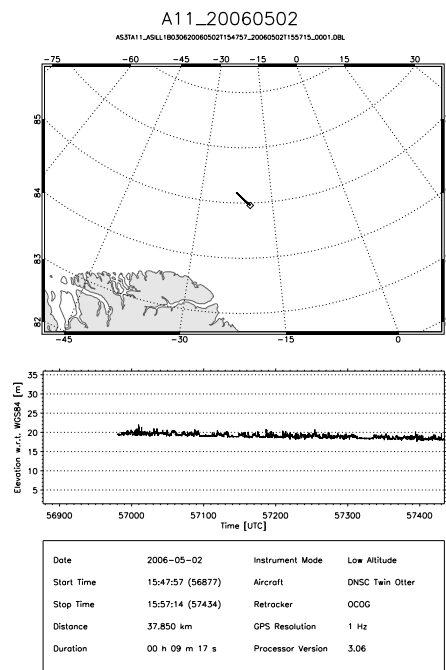 A11_20060502
AS3TA11_ASIL1B030620060502T154757_20060502T155715_0001.DBL
-75 -60 -45 -30 -15 0 15 30
85
84
83
82
-45 -30 -15 0
35
30
25
20
15
10
5
Elevation w.r.t. WGS84 [m]
56900 57000 57100 57200 57300 57400
Time [UTC]
Date 2006-05-02 Instrument Mode Low Altitude
Start Time 15:47:57 (56877) Aircraft DNSC Twin Otter
Stop Time 15:57:14 (57434) Retracker OCOG
Distance 37.850 km GPS Resolution 1 Hz
Duration 00 h 09 m 17 s Processor Version 3.06